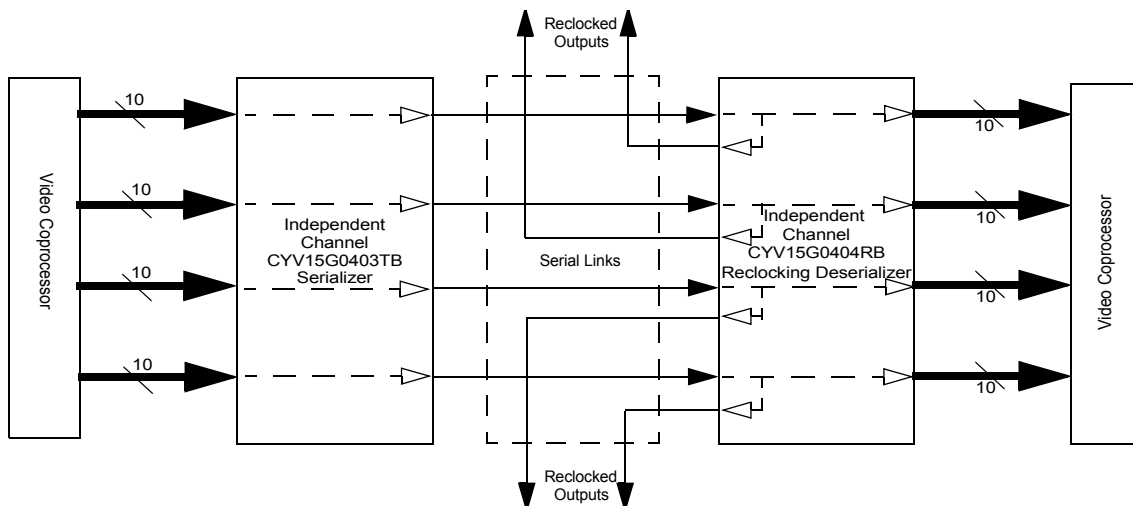 Reclocked
Outputs
10
10
10
10
Video Coprocessor
Independent
Channel
CYV15G0403TB
Serializer
Serial Links
Independent
Channel
CYV15G0404RB
Reclocking Deserializer
10
10
10
10
Video Coprocessor
Reclocked
Outputs